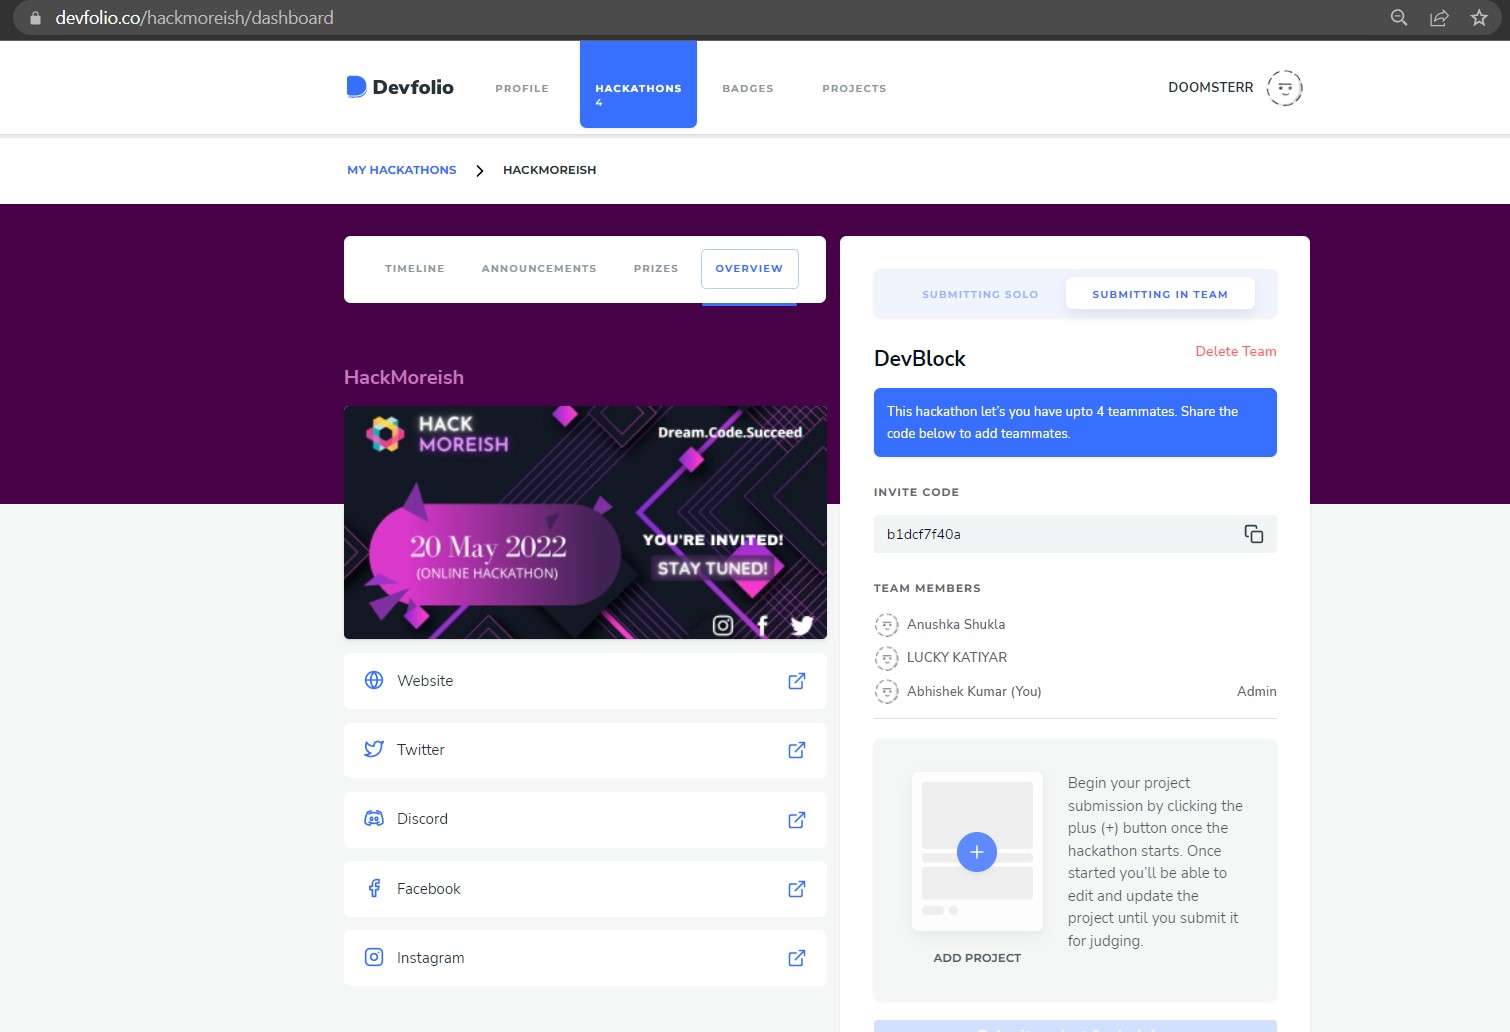 devfolio.co/hackmoreish/dashboard
Devfolio
PROFILE
HACKATHONS
4
BADGES
PROJECTS
DOOMSTERR
MY HACKATHONS
HACKMOREISH
TIMELINE
ANNOUNCEMENTS
PRIZES
OVERVIEW
HackMoreish
HACK
MOREISH
Dream.Code.Succeed
20 May 2022
(ONLINE HACKATHON)
YOU'RE INVITED!
STAY TUNED!
Website
Twitter
Discord
Facebook
Instagram
SUBMITTING SOLO
SUBMITTING IN TEAM
DevBlock
Delete Team
This hackathon let's you have upto 4 teammates. Share the
code below to add teammates.
INVITE CODE
b1dcf7f40a
TEAM MEMBERS
Anushka Shukla
LUCKY KATIYAR
Abhishek Kumar (You)
Admin
ADD PROJECT
Begin your project
submission by clicking the
plus (+) button once the
hackathon starts. Once
started you'll be able to
edit and update the
project until you submit it
for judging.